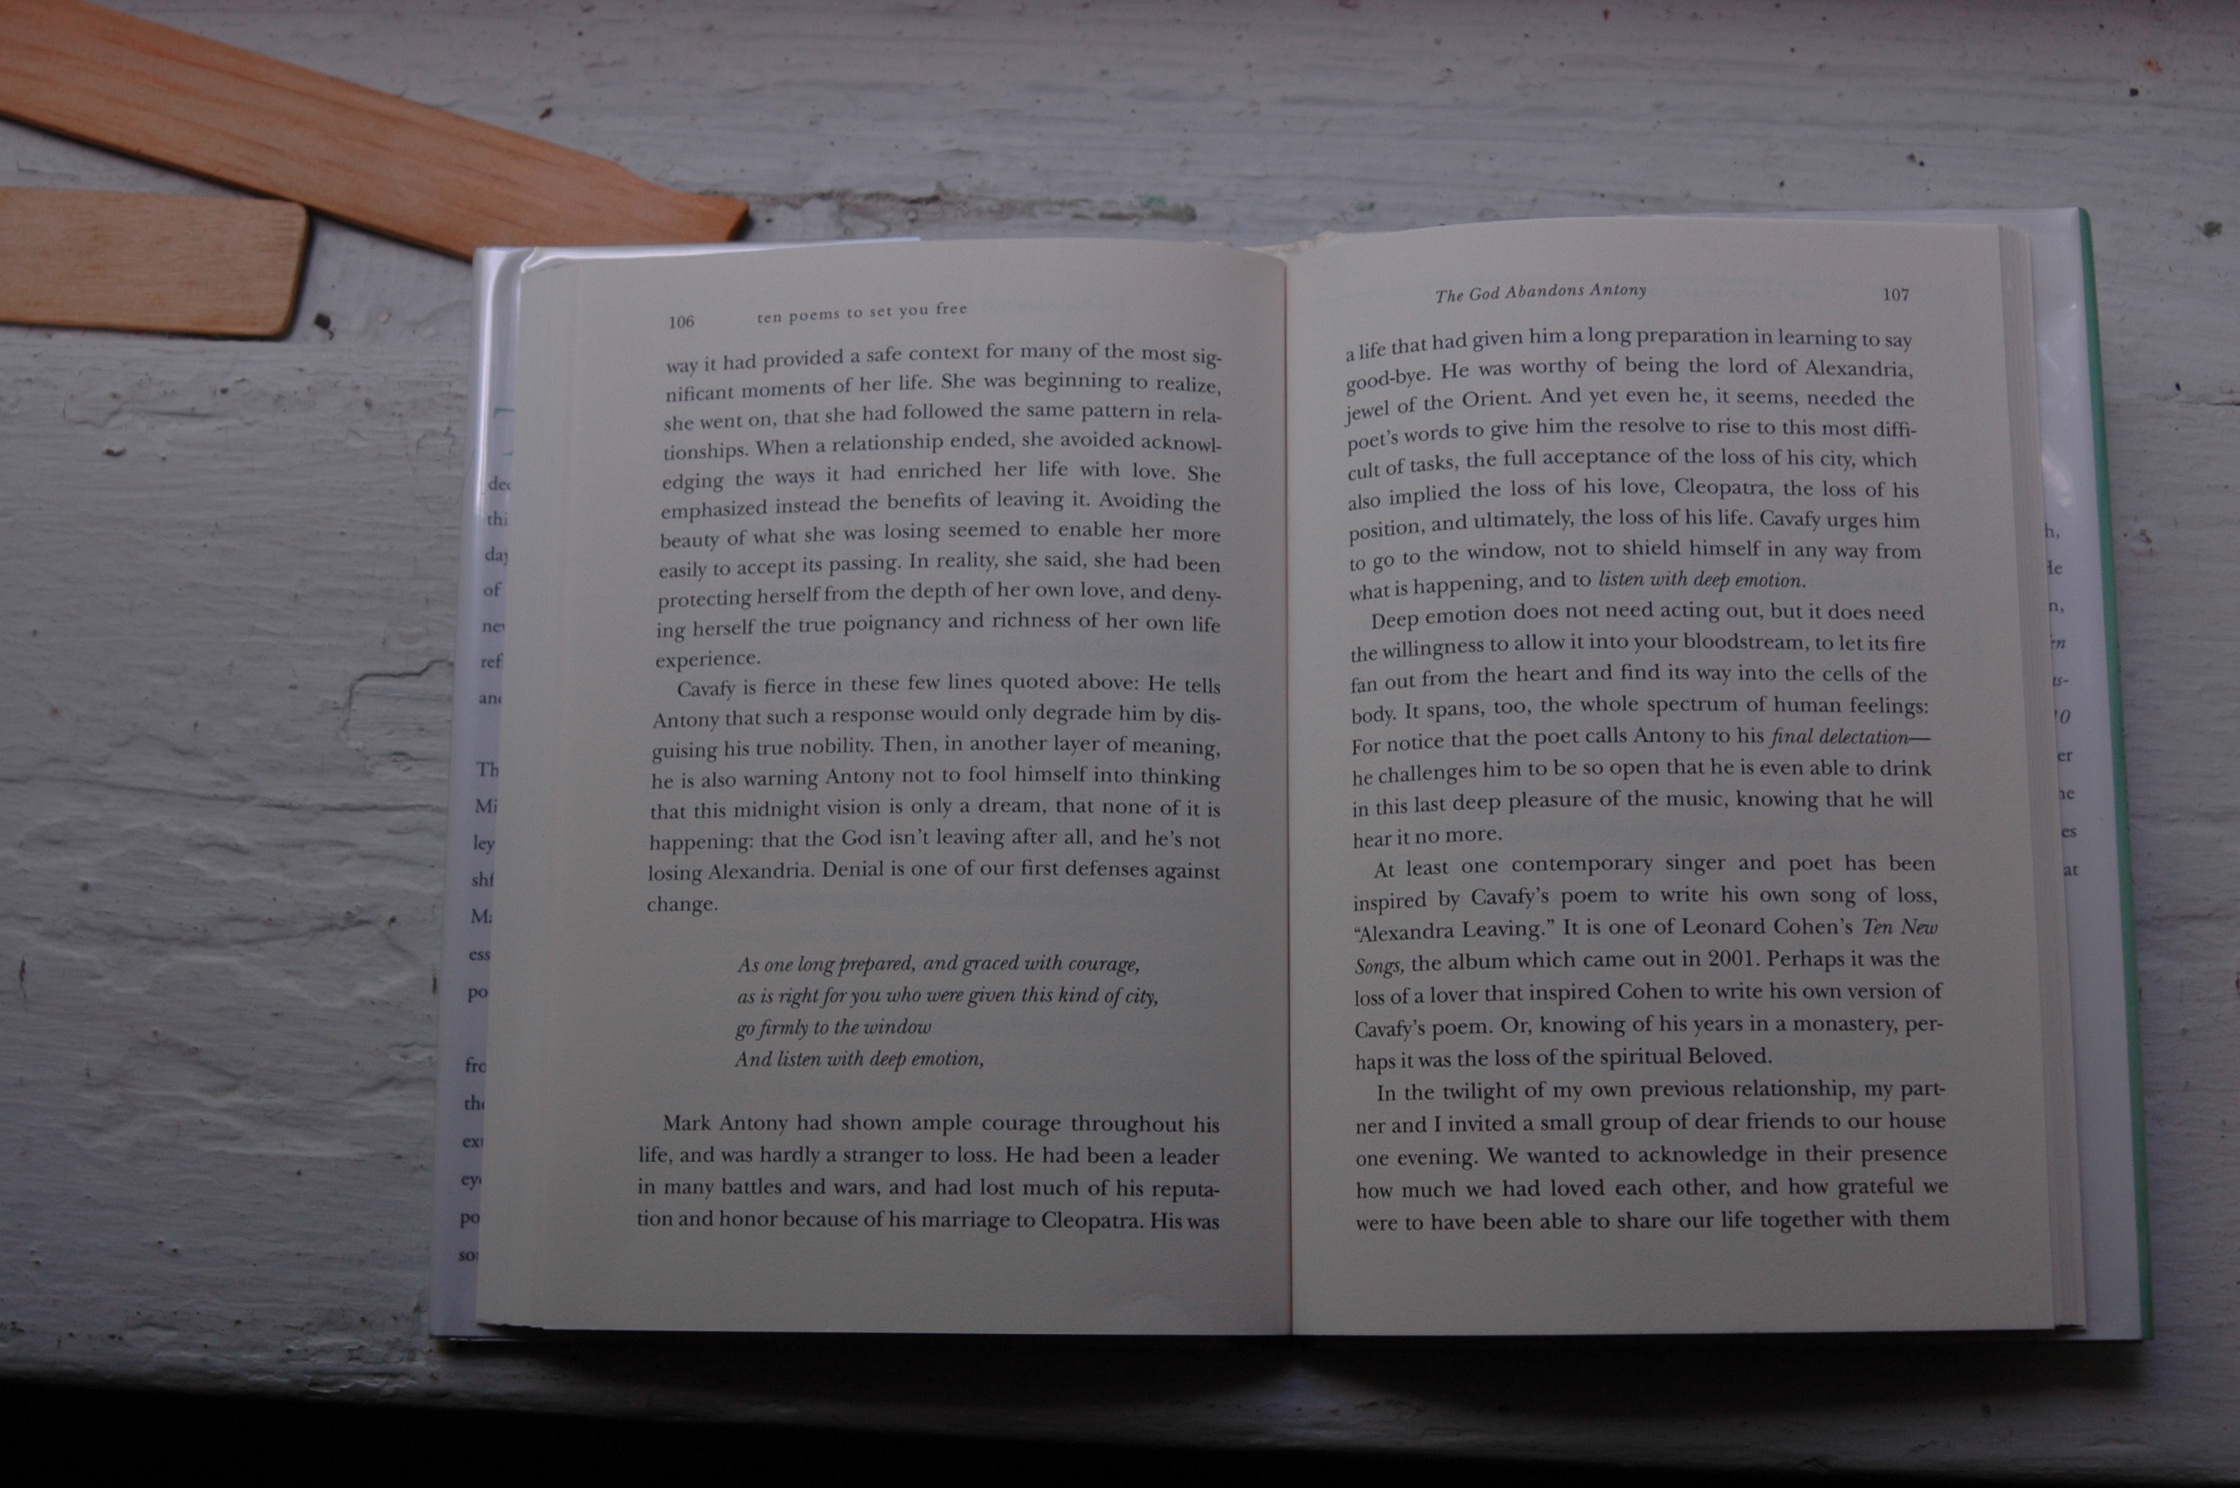 106 ten poems to set you free
way it had provided a safe context for many of the most sig-
nificant moments of her life. She was beginning to realize,
she went on, that she had followed the same pattern in rela-
tionships. When a relationship ended, she avoided acknowl-
edging the ways it had enriched her life with love. She
emphasized instead the benefits of leaving it. Avoiding the
beauty of what she was losing seemed to enable her more
easily to accept its passing. In reality, she said, she had been
protecting herself from the depth of her own love, and deny-
ing herself the true poignancy and richness of her own life
experience.
Cavafy is fierce in these few lines quoted above: He tells
Antony that such a response would only degrade him by dis-
guising his true nobility. Then, in another layer of meaning,
he is also warning Antony not to fool himself into thinking
that this midnight vision is only a dream, that none of it is
happening: that the God isn't leaving after all, and he's not
losing Alexandria. Denial is one of our first defenses against
change.
As one long prepared, and graced with courage,
as is right for you who were given this kind of city,
go firmly to the window
And listen with deep emotion,
Mark Antony had shown ample courage throughout his
life, and was hardly a stranger to loss. He had been a leader
in many battles and wars, and had lost much of his reputa-
tion and honor because of his marriage to Cleopatra. His was
The God Abandons Antony 107
a life that had given him a long preparation in learning to say
good-bye. He was worthy of being the lord of Alexandria,
jewel of the Orient. And yet even he, it seems, needed the
poet's words to give him the resolve to rise to this most diffi-
cult of tasks, the full acceptance of the loss of his city, which
also implied the loss of his love, Cleopatra, the loss of his
position, and ultimately, the loss of his life. Cavafy urges him
to go to the window, not to shield himself in any way from
what is happening, and to listen with deep emotion.
Deep emotion does not need acting out, but it does need
the willingness to allow it into your bloodstream, to let its fire
fan out from the heart and find its way into the cells of the
body. It spans, too, the whole spectrum of human feelings:
For notice that the poet calls Antony to his final delectation—
he challenges him to be so open that he is even able to drink
in this last deep pleasure of the music, knowing that he will
hear it no more.
At least one contemporary singer and poet has been
inspired by Cavafy's poem to write his own song of loss,
"Alexandra Leaving." It is one of Leonard Cohen's Ten New
Songs, the album which came out in 2001. Perhaps it was the
loss of a lover that inspired Cohen to write his own version of
Cavafy's poem. Or, knowing of his years in a monastery, per-
haps it was the loss of the spiritual Beloved.
In the twilight of my own previous relationship, my part-
ner and I invited a small group of dear friends to our house
one evening. We wanted to acknowledge in their presence
how much we had loved each other, and how grateful we
were to have been able to share our life together with them